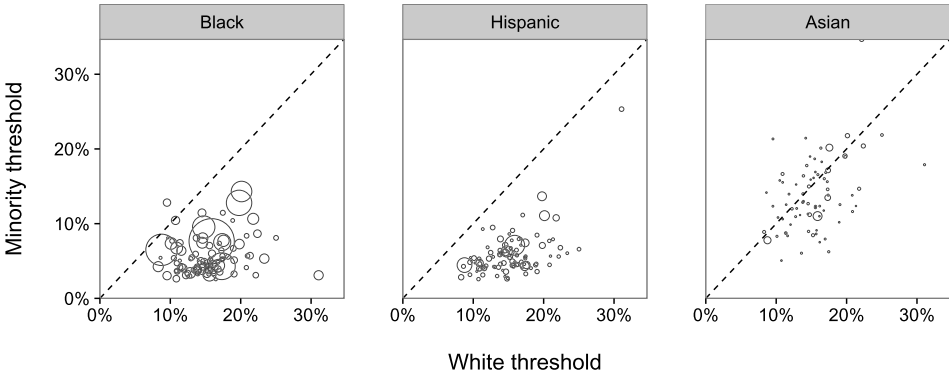 Black Hispanic Asian
Minority threshold
30%
20%
10%
0%
0% 10% 20% 30% 0% 10% 20% 30% 0% 10% 20% 30%
White threshold